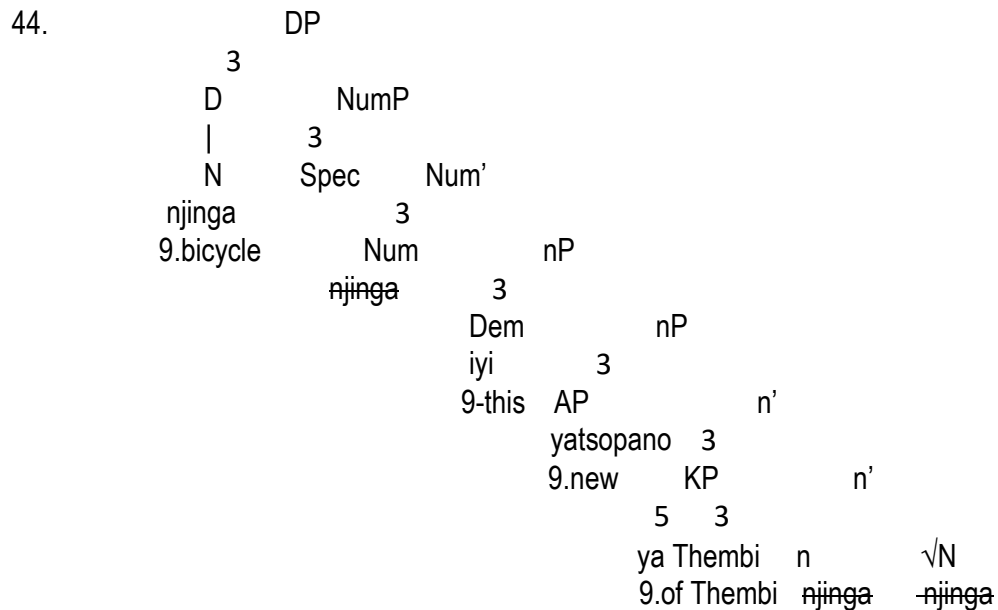 44. DP
3
D NumP
| 3
N Spec Num’
njinga 3
9.bicycle Num nP
njinga 3
Dem nP
iyi 3
9-this AP n’
yatsopano 3
9.new KP n’
5 3
ya Thembi n √N
9.of Thembi njinga njinga